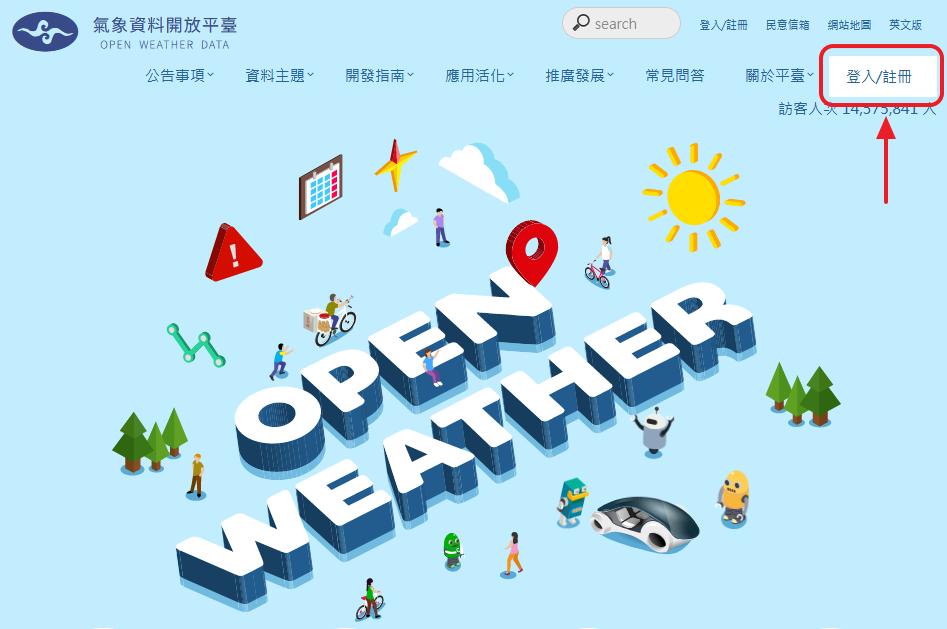 氣象資料開放平臺
OPEN WEATHER DATA
search
登入/註冊 民意信箱 網站地圖 英文版
公告事項 資料主題 開發指南 應用活化 推廣發展 常見問答 關於平臺 登入/註冊
訪客人次 14,575,841 人
OPEN
WEATHER